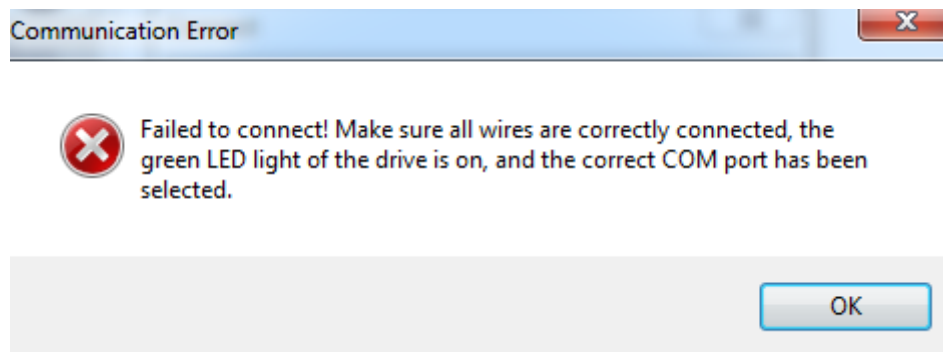 Communication Error
Failed to connect! Make sure all wires are correctly connected, the
green LED light of the drive is on, and the correct COM port has been
selected.
OK